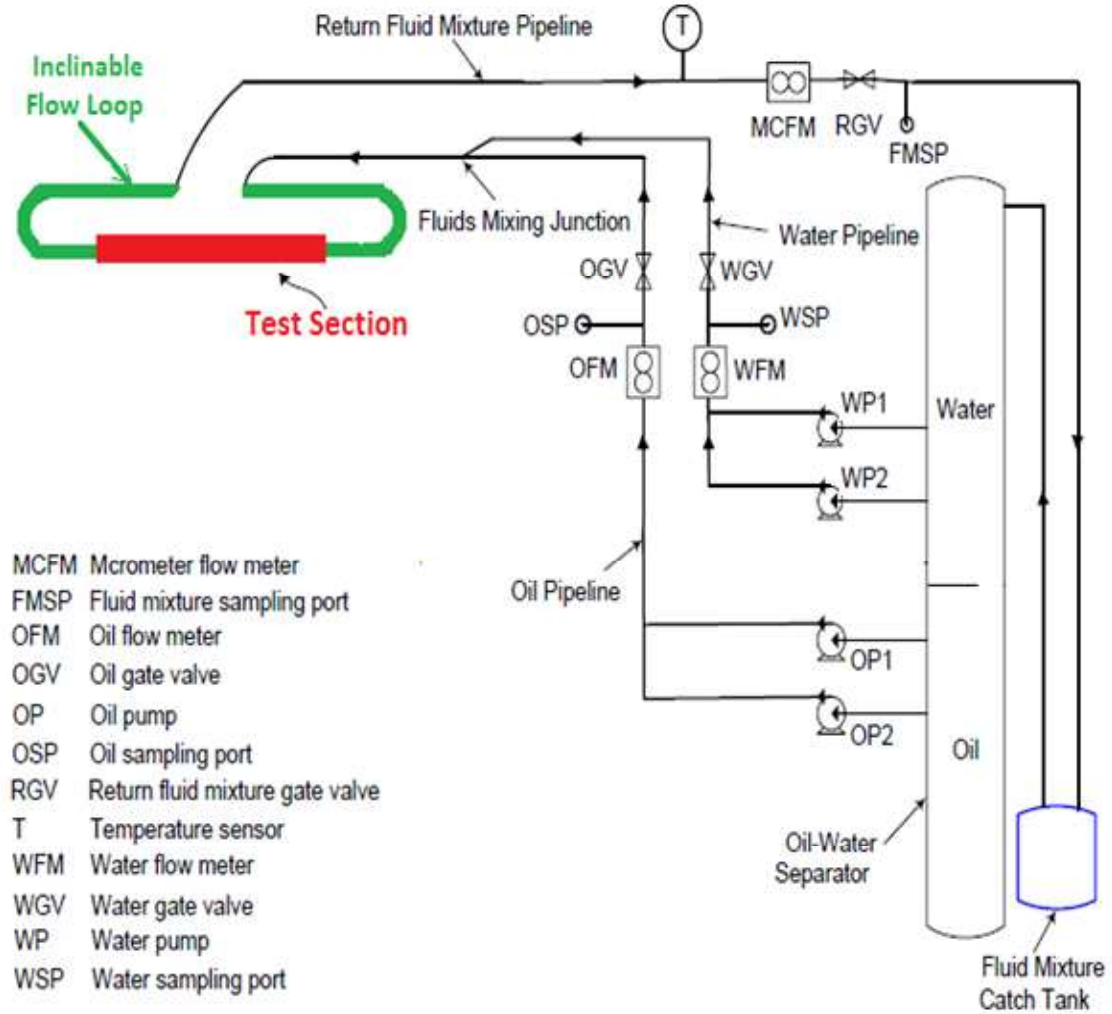 Return Fluid Mixture Pipeline
T
Inclinable
Flow Loop
MCFM
RGV
FMSP
Fluids Mixing Junction
Water Pipeline
OGV
WGV
Test Section
OSP
WSP
OFM
WFM
WP1
Water
WP2
Oil Pipeline
OP1
OP2
Oil
Oil-Water
Separator
Fluid Mixture
Catch Tank
MCFM Mcrometer flow meter
FMSP Fluid mixture sampling port
OFM Oil flow meter
OGV Oil gate valve
OP Oil pump
OSP Oil sampling port
RGV Return fluid mixture gate valve
T Temperature sensor
WFM Water flow meter
WGV Water gate valve
WP Water pump
WSP Water sampling port